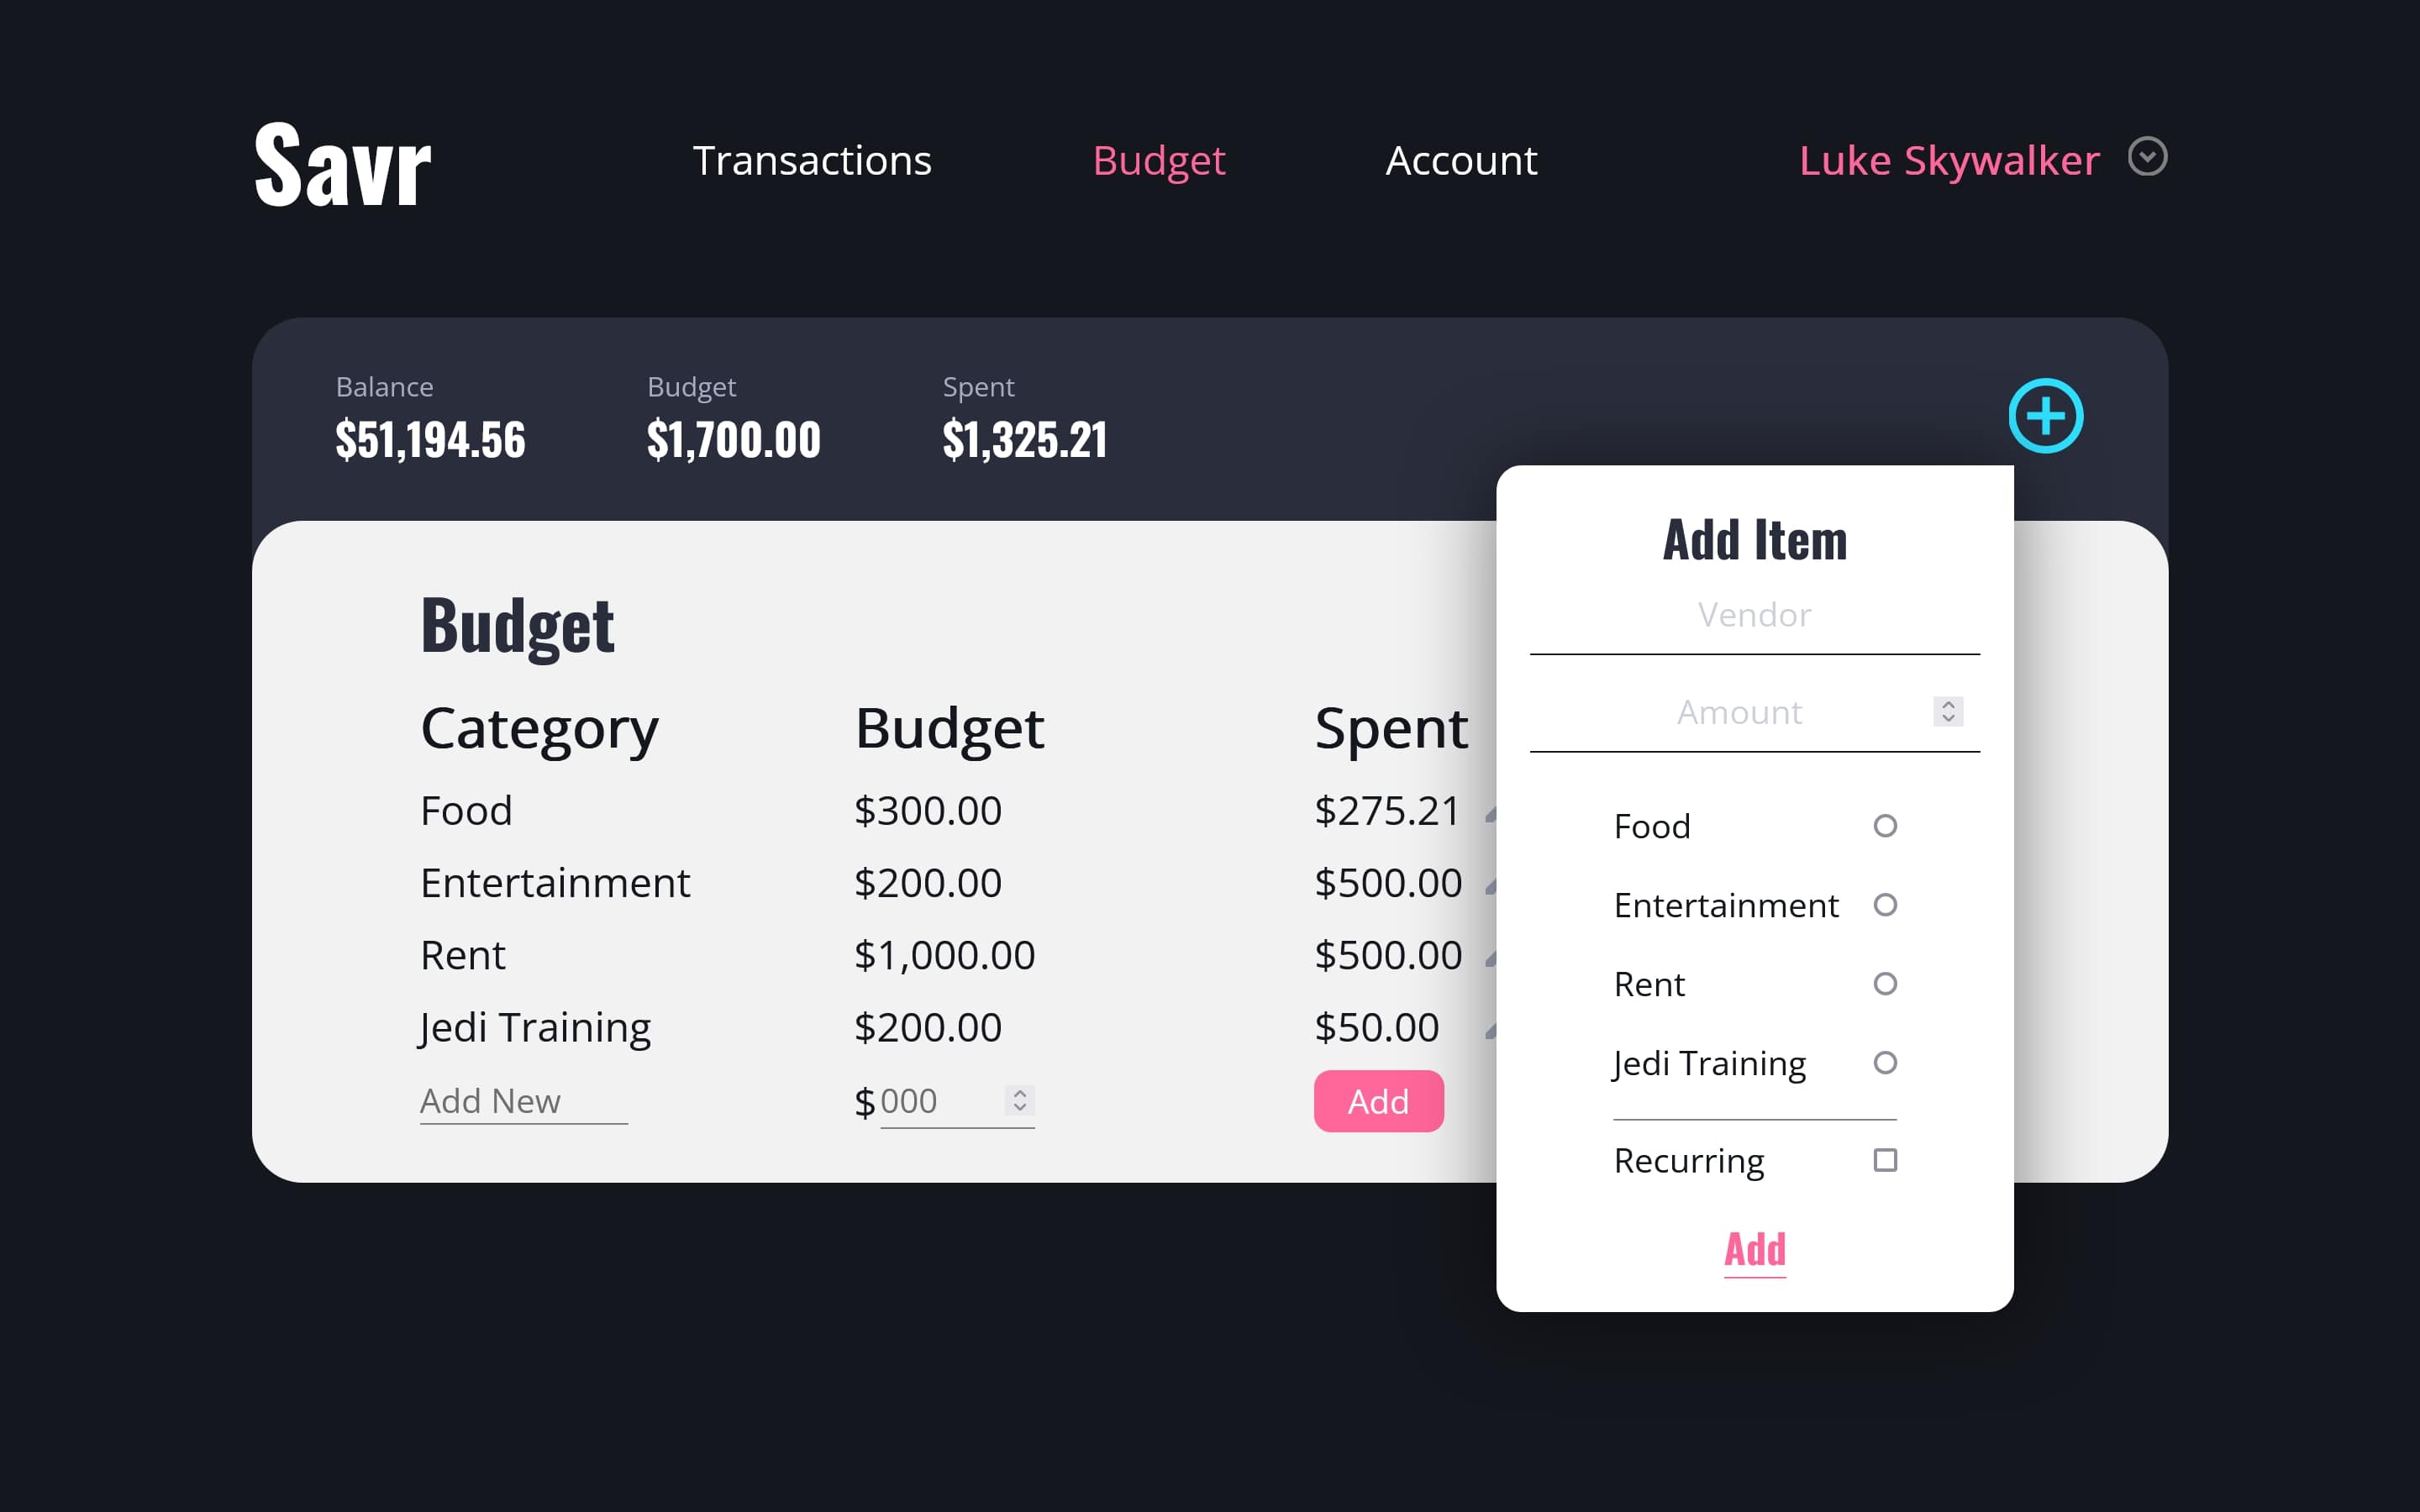 Savr
Transactions Budget Account Luke Skywalker
Balance Budget Spent
$51,194.56 $1,700.00 $1,325.21
Budget
Category Budget Spent
Food $300.00 $275.21
Entertainment $200.00 $500.00
Rent $1,000.00 $500.00
Jedi Training $200.00 $50.00
Add New $ 000 Add
Add Item
Vendor
Amount
Food
Entertainment
Rent
Jedi Training
Recurring
Add